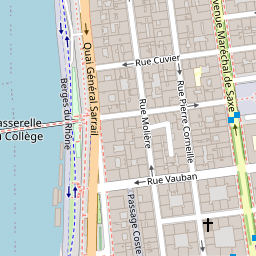 Rue Cuvier
Quai Général Sarrail
Avenue Maréchal de Saxe
Berges du Rhône
Rue Molière
Rue Pierre Corneille
asserelle
u Collège
Rue Vauban
Passage Coste